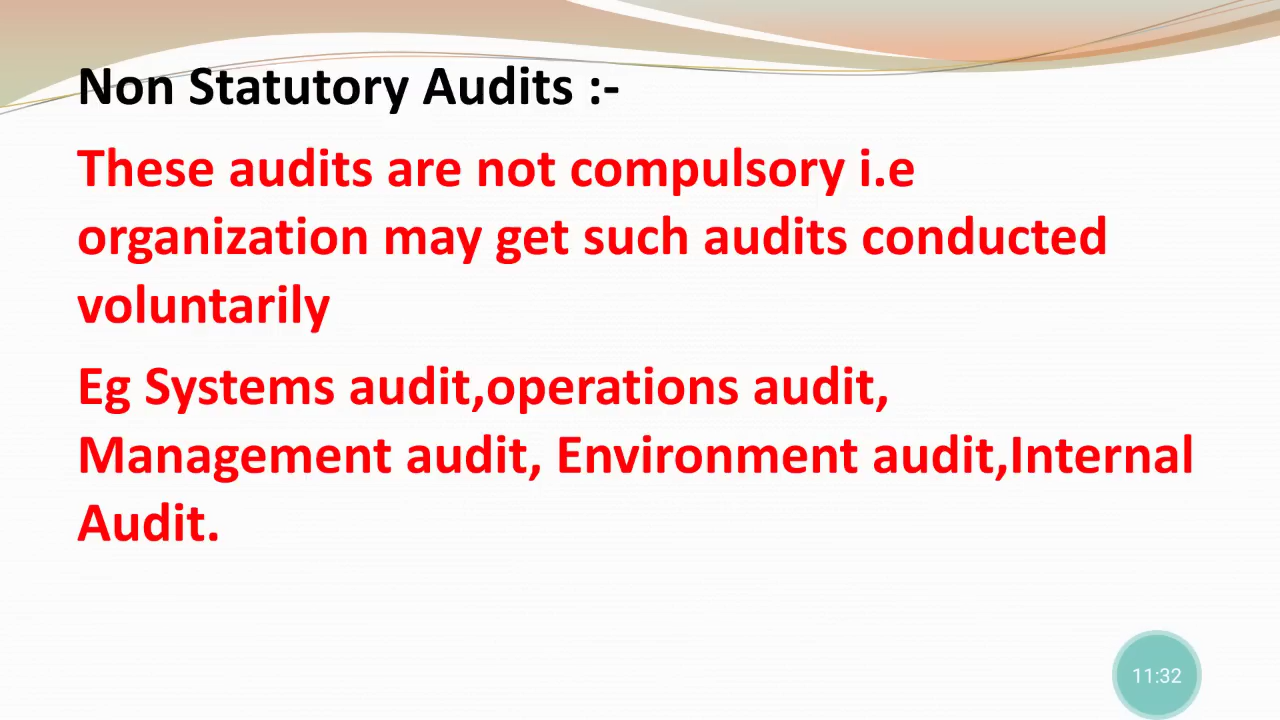 Non Statutory Audits :-
These audits are not compulsory i.e
organization may get such audits conducted
voluntarily
Eg Systems audit,operations audit,
Management audit, Environment audit,Internal
Audit.
11:32